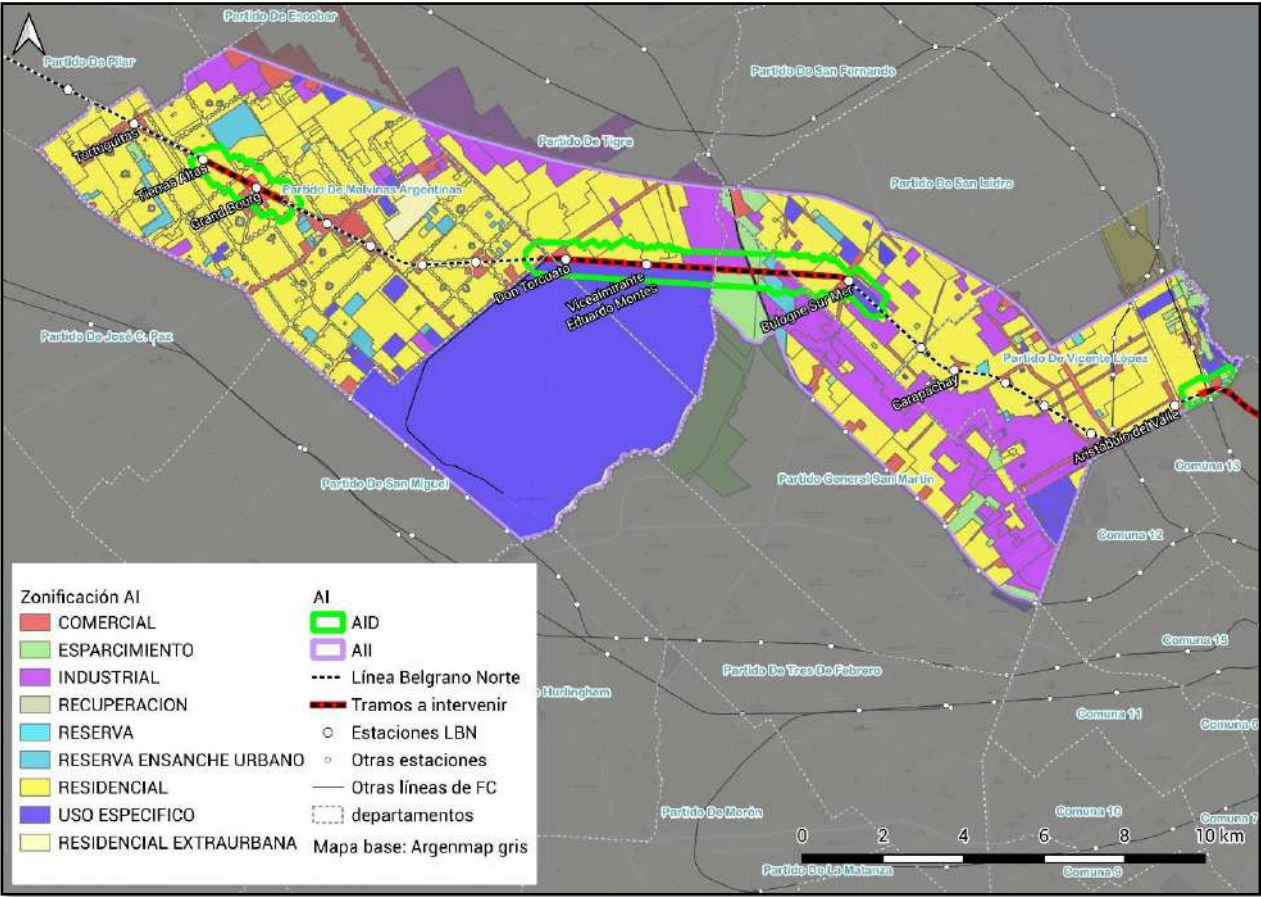 Partido De Escobar
Partido De Pilar
Partido De San Fernando
Partido De Tigre
Tortuguitas
Tierras Altas
Grand Bourg
Partido De Malvinas Argentinas
Partido De San Isidro
Don Torcuato
Vicealmirante
Eduardo Montes
Bulogne Sur Mer
Partido De José C. Paz
Carapachay
Partido De Vicente López
Aristóbulo del Valle
Comuna 13
Partido De San Miguel
Partido General San Martín
Comuna 12
Comuna 15
Partido De Tres De Febrero
Hurlingham
Comuna 11
Comuna
Partido De Morón
Comuna 10
Comuna 7
Partido De La Matanza
Comuna 9
Zonificación AI
COMERCIAL
ESPARCIMIENTO
INDUSTRIAL
RECUPERACION
RESERVA
RESERVA ENSANCHE URBANO
RESIDENCIAL
USO ESPECIFICO
RESIDENCIAL EXTRAURBANA
AI
AID
AII
Línea Belgrano Norte
Tramos a intervenir
Estaciones LBN
Otras estaciones
Otras líneas de FC
departamentos
Mapa base: Argenmap gris
0 2 4 6 8 10 km